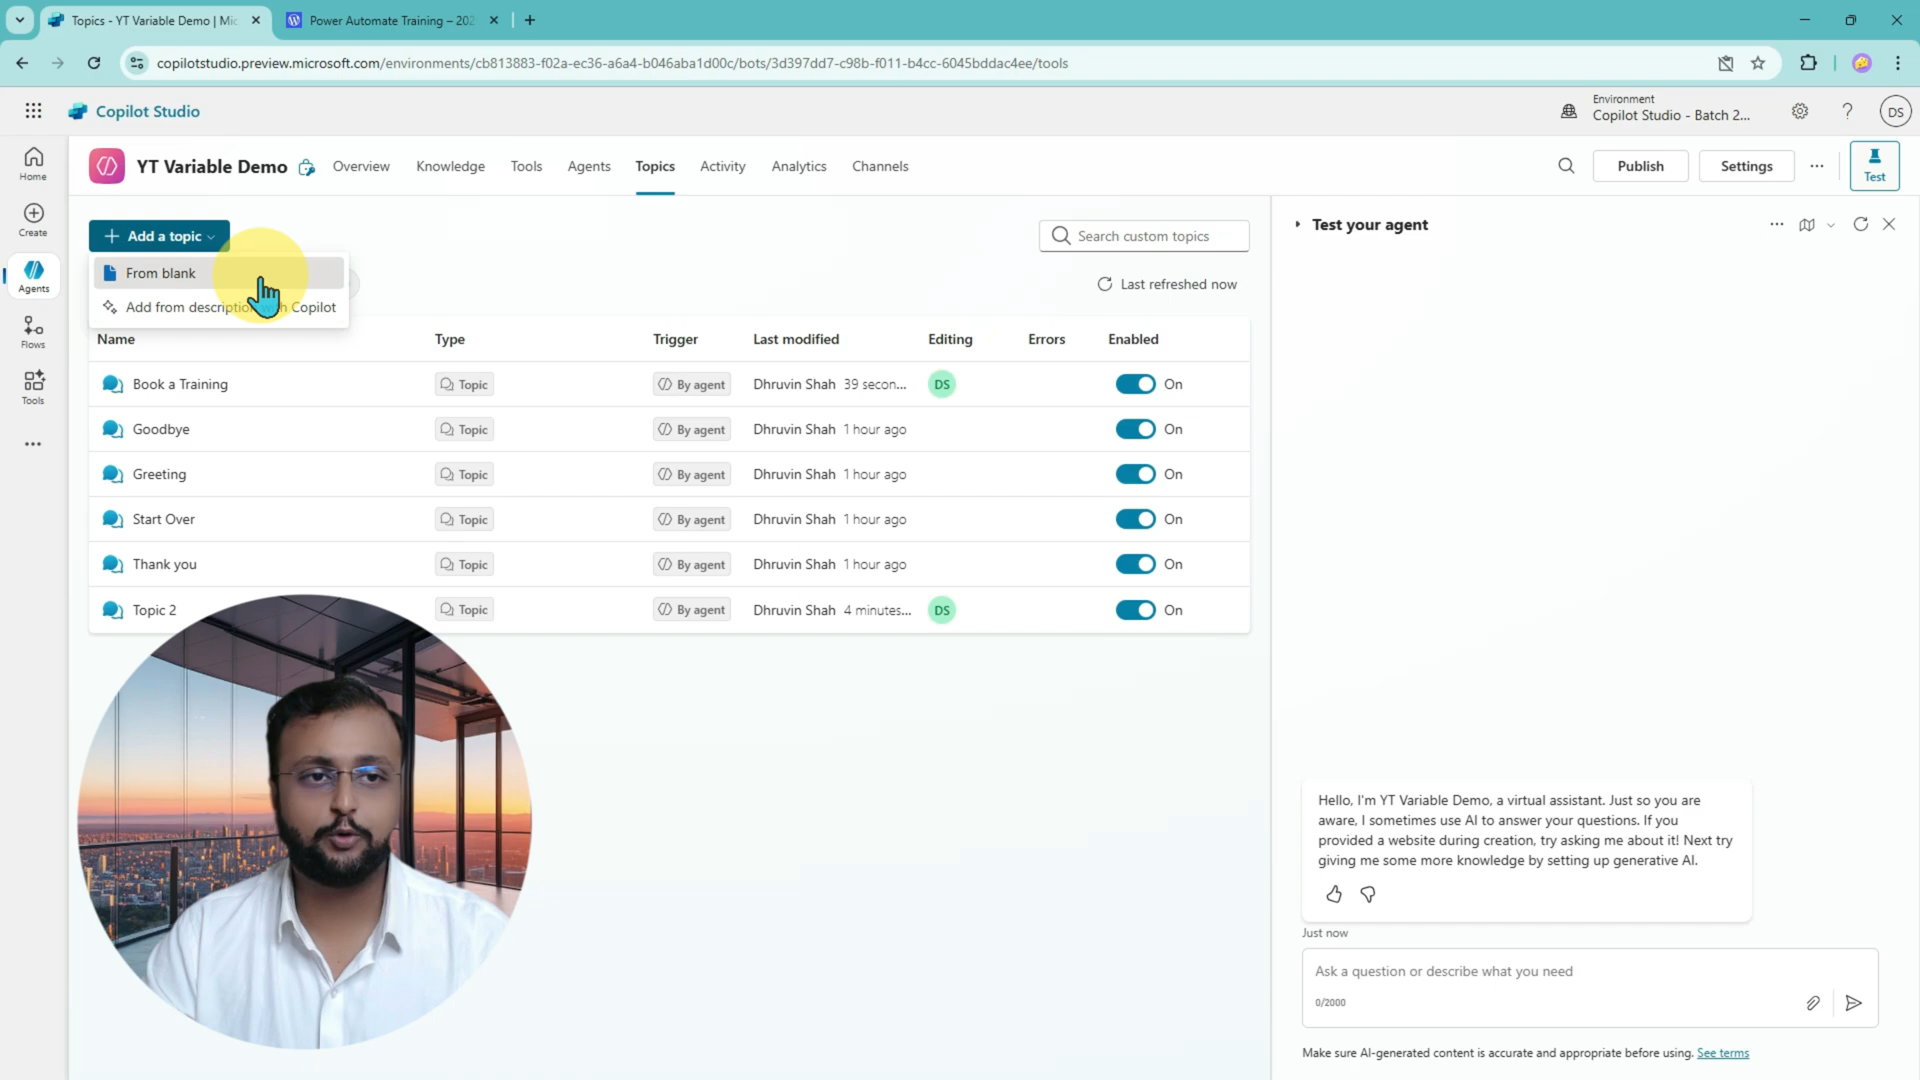 Topics - YT Variable Demo | Mic
Power Automate Training – 202
copilotstudio.preview.microsoft.com/environments/cb813883-f02a-ec36-a6a4-b046aba1d00c/bots/3d397dd7-c98b-f011-b4cc-6045bddac4ee/tools
Copilot Studio
Environment
Copilot Studio - Batch 2...
DS
Home
Create
Agents
Flows
Tools
YT Variable Demo
Overview
Knowledge
Tools
Agents
Topics
Activity
Analytics
Channels
Publish
Settings
Test
Add a topic
From blank
Add from description with Copilot
Search custom topics
Last refreshed now
Name Type Trigger Last modified Editing Errors Enabled
Book a Training Topic By agent Dhruvin Shah 39 secon... DS On
Goodbye Topic By agent Dhruvin Shah 1 hour ago On
Greeting Topic By agent Dhruvin Shah 1 hour ago On
Start Over Topic By agent Dhruvin Shah 1 hour ago On
Thank you Topic By agent Dhruvin Shah 1 hour ago On
Topic 2 Topic By agent Dhruvin Shah 4 minutes... DS On
Test your agent
Hello, I'm YT Variable Demo, a virtual assistant. Just so you are
aware, I sometimes use AI to answer your questions. If you
provided a website during creation, try asking me about it! Next try
giving me some more knowledge by setting up generative AI.
Just now
Ask a question or describe what you need
0/2000
Make sure AI-generated content is accurate and appropriate before using. See terms